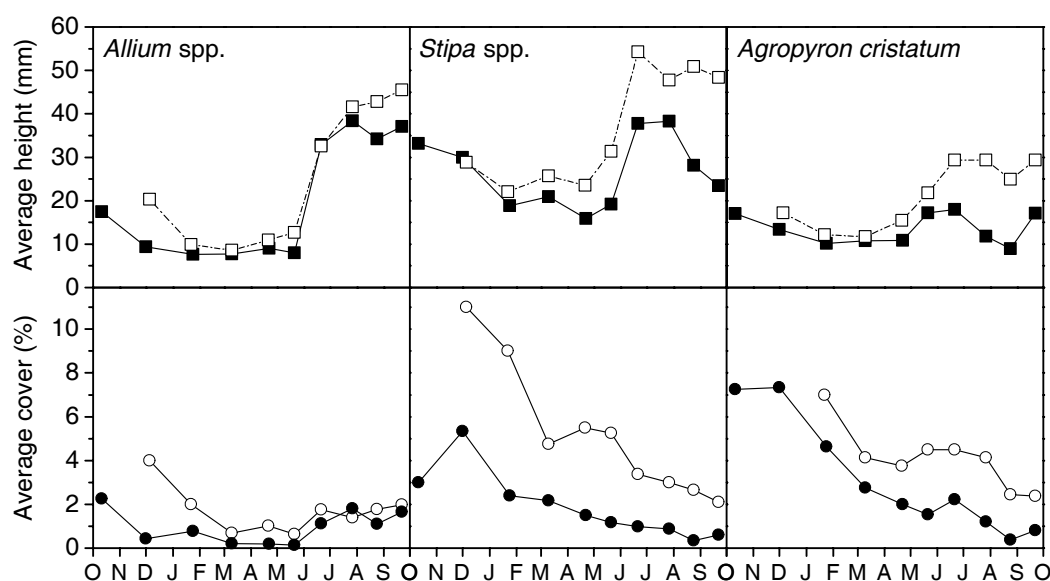 Allium spp.
Stipa spp.
Agropyron cristatum
Average height (mm)
60
50
40
30
20
10
0
Average cover (%)
10
8
6
4
2
0
O N D J F M A M J J A S O N D J F M A M J J A S O N D J F M A M J J A S O